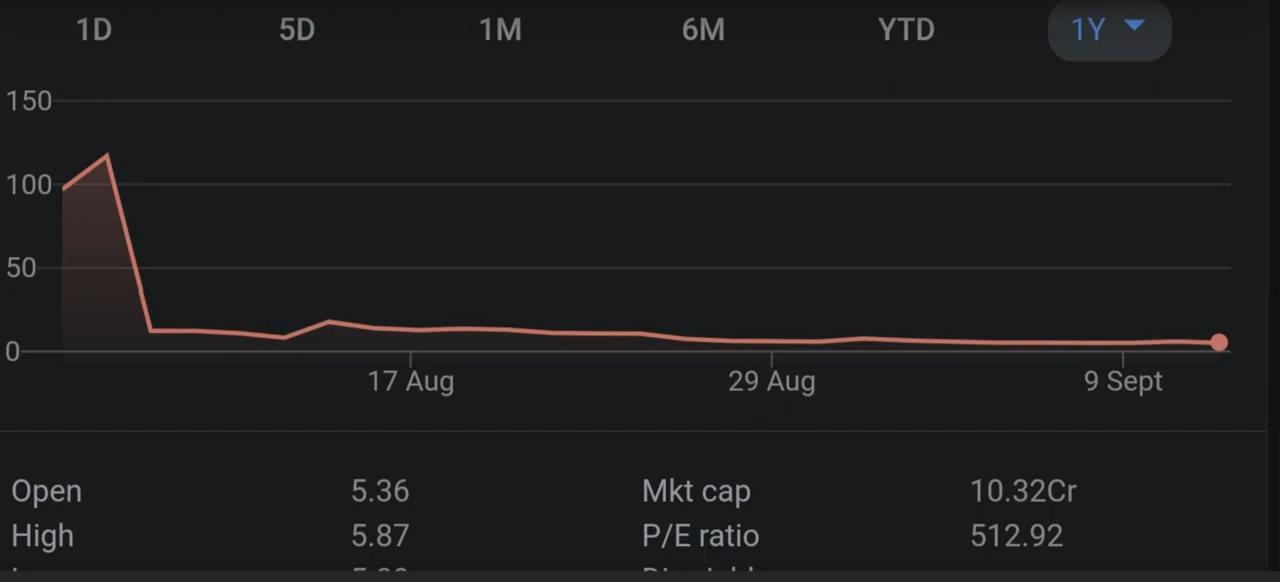 1D 5D 1M 6M YTD 1Y
150
100
50
0
17 Aug 29 Aug 9 Sept
Open 5.36 Mkt cap 10.32Cr
High 5.87 P/E ratio 512.92